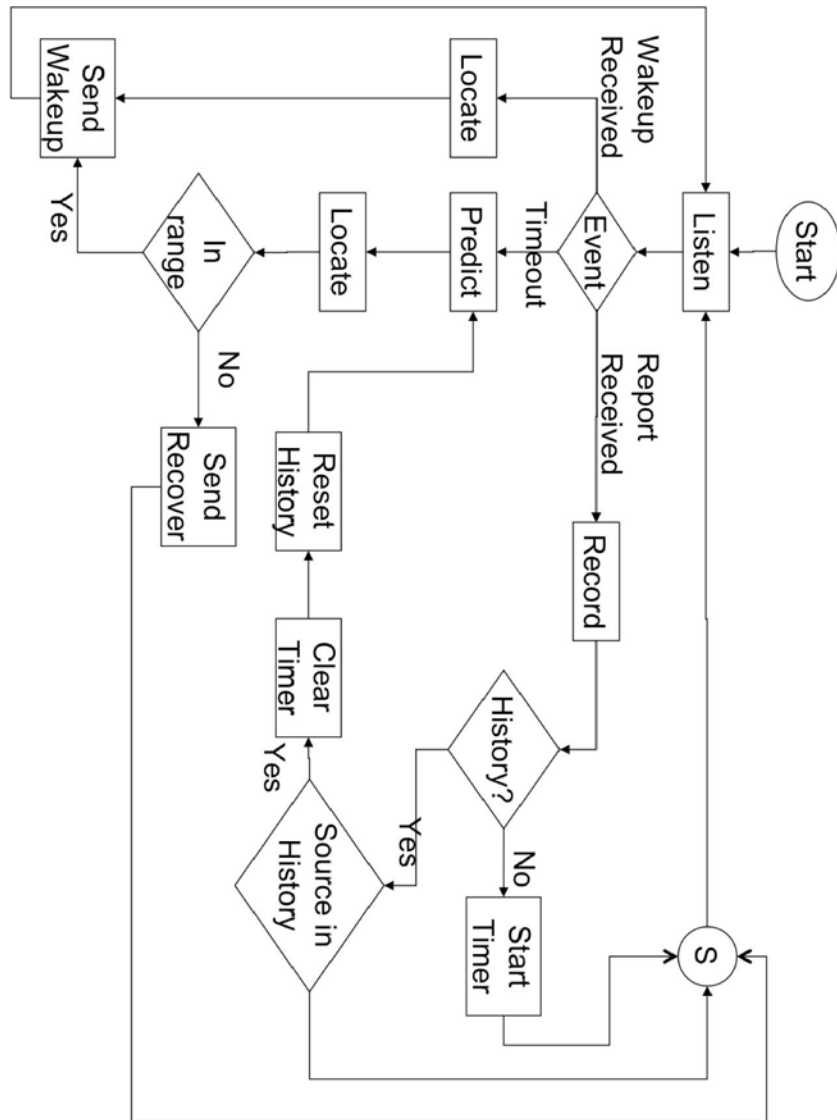 Start
Listen
Event
Wakeup
Received
Locate
Send
Wakeup
Timeout
Predict
Locate
In
range
Yes
No
Send
Recover
Report
Received
Record
History?
No
Start
Timer
Yes
Source in
History
Yes
Clear
Timer
Reset
History
S